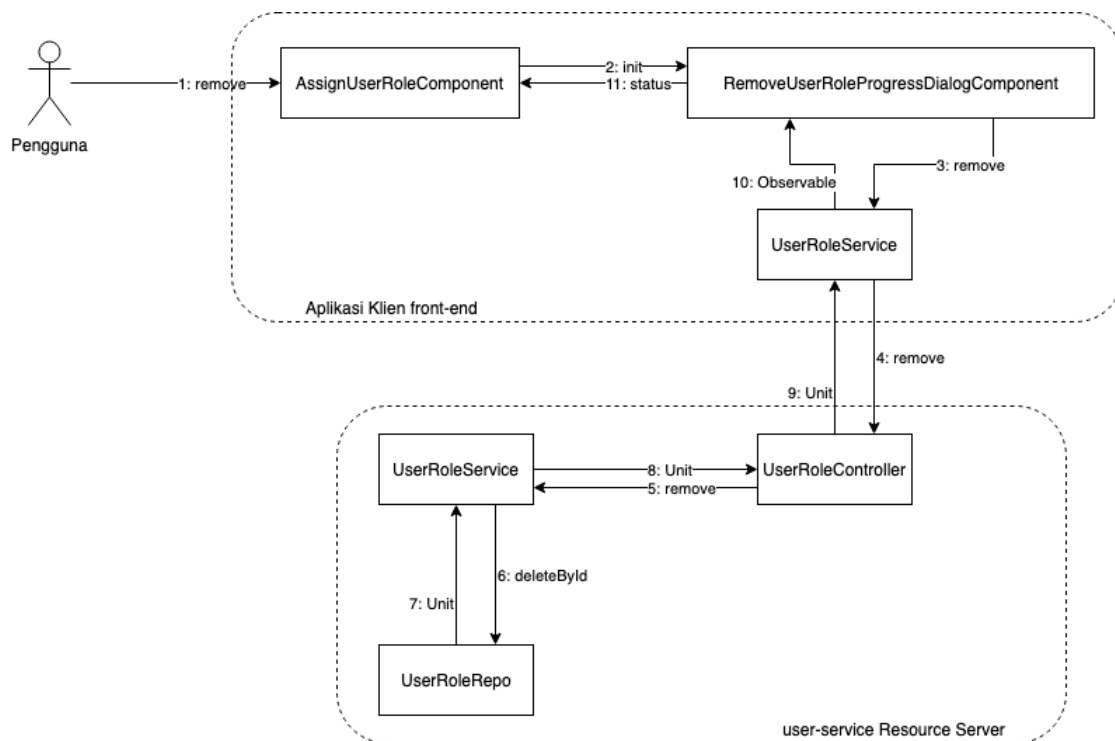 Pengguna
1: remove
AssignUserRoleComponent
2: init
11: status
RemoveUserRoleProgressDialogComponent
3: remove
10: Observable
UserRoleService
Aplikasi Klien front-end
4: remove
9: Unit
UserRoleService
8: Unit
5: remove
UserRoleController
6: deleteById
7: Unit
UserRoleRepo
user-service Resource Server